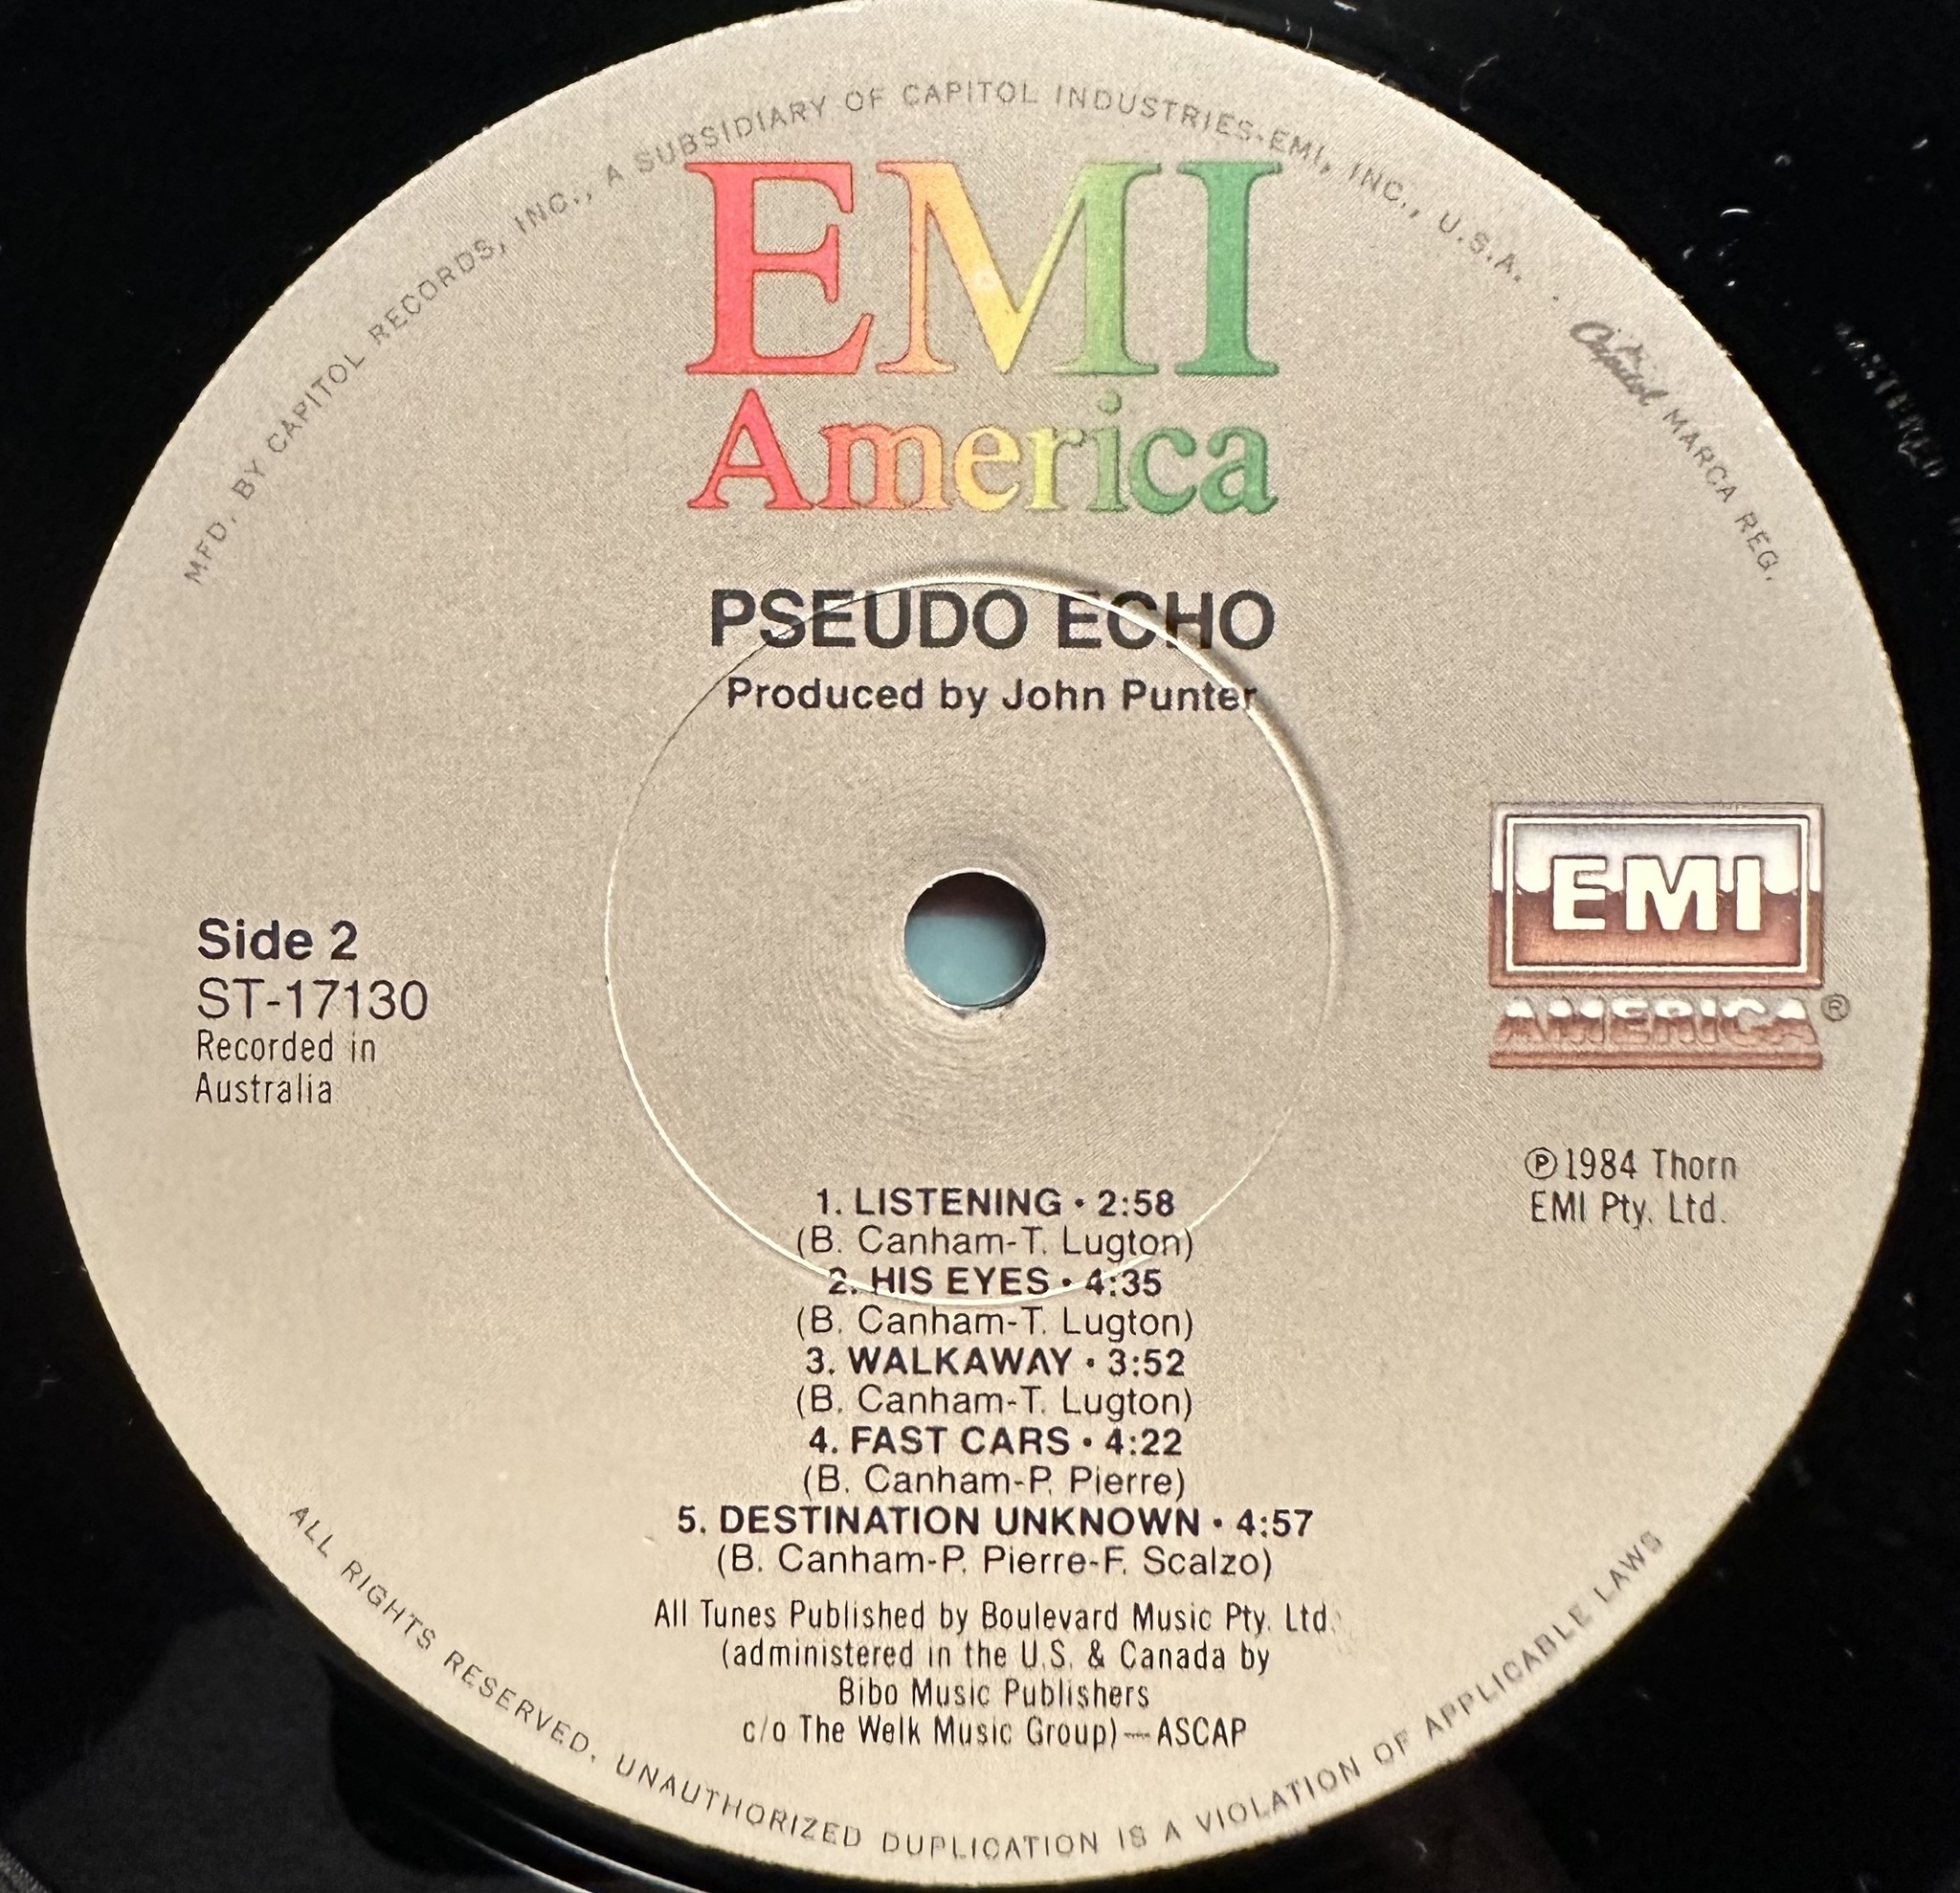 MFD. BY CAPITOL RECORDS, INC., A SUBSIDIARY OF CAPITOL INDUSTRIES-EMI, INC., U.S.A. · Capitol MARCA REG.
EMI
America
PSEUDO ECHO
Produced by John Punter
Side 2
ST-17130
Recorded in
Australia
EMI
AMERICA®
℗1984 Thorn
EMI Pty. Ltd.
1. LISTENING • 2:58
(B. Canham-T. Lugton)
2. HIS EYES • 4:35
(B. Canham-T. Lugton)
3. WALKAWAY • 3:52
(B. Canham-T. Lugton)
4. FAST CARS • 4:22
(B. Canham-P. Pierre)
5. DESTINATION UNKNOWN • 4:57
(B. Canham-P. Pierre-F. Scalzo)
All Tunes Published by Boulevard Music Pty. Ltd.
(administered in the U.S. & Canada by
Bibo Music Publishers
c/o The Welk Music Group)—ASCAP
ALL RIGHTS RESERVED. UNAUTHORIZED DUPLICATION IS A VIOLATION OF APPLICABLE LAWS